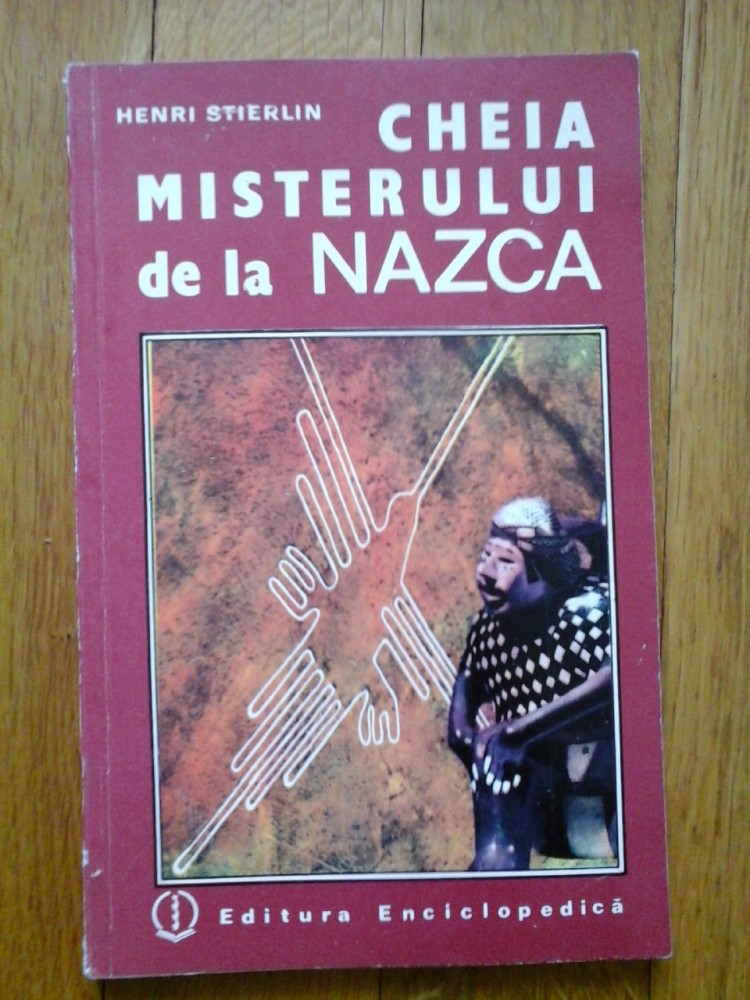 HENRI STIERLIN
CHEIA
MISTERULUI
de la NAZCA
Editura Enciclopedică